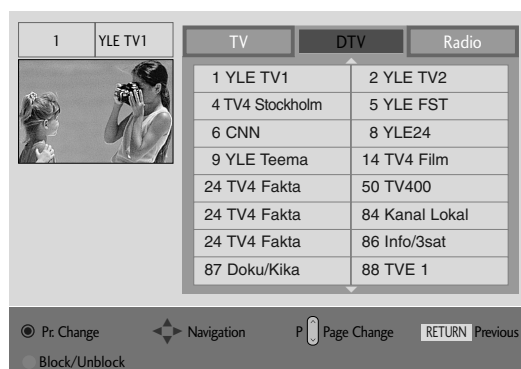 1 YLE TV1
TV DTV Radio
1 YLE TV1 2 YLE TV2
4 TV4 Stockholm 5 YLE FST
6 CNN 8 YLE24
9 YLE Teema 14 TV4 Film
24 TV4 Fakta 50 TV400
24 TV4 Fakta 84 Kanal Lokal
24 TV4 Fakta 86 Info/3sat
87 Doku/Kika 88 TVE 1
Pr. Change Navigation P Page Change RETURN Previous
Block/Unblock